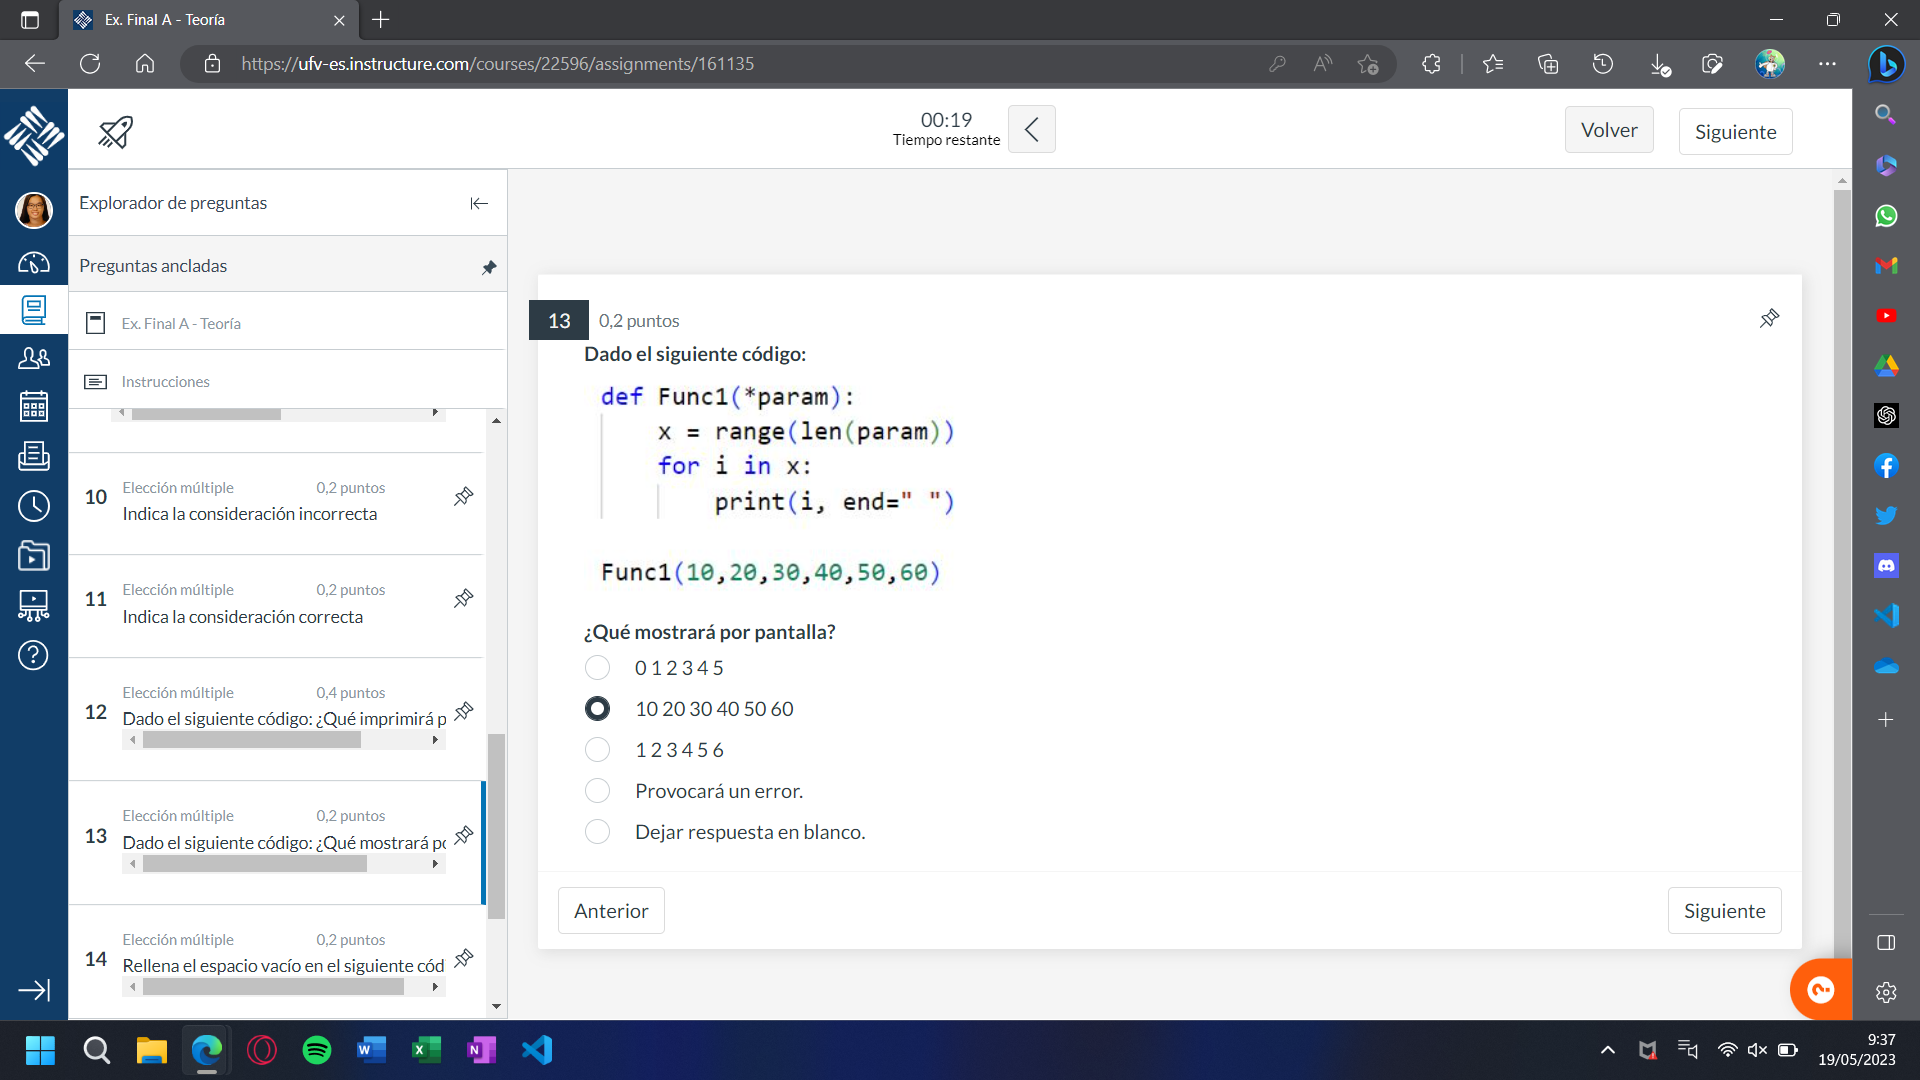 Ex. Final A - Teoría
https://ufv-es.instructure.com/courses/22596/assignments/161135
00:19
Tiempo restante
Volver
Siguiente
Explorador de preguntas
Preguntas ancladas
Ex. Final A - Teoría
Instrucciones
10
Elección múltiple
0,2 puntos
Indica la consideración incorrecta
11
Elección múltiple
0,2 puntos
Indica la consideración correcta
12
Elección múltiple
0,4 puntos
Dado el siguiente código: ¿Qué imprimirá p
13
Elección múltiple
0,2 puntos
Dado el siguiente código: ¿Qué mostrará po
14
Elección múltiple
0,2 puntos
Rellena el espacio vacío en el siguiente cód
13
0,2 puntos
Dado el siguiente código:
def Func1(*param):
x = range(len(param))
for i in x:
print(i, end=" ")
Func1(10,20,30,40,50,60)
¿Qué mostrará por pantalla?
0 1 2 3 4 5
10 20 30 40 50 60
1 2 3 4 5 6
Provocará un error.
Dejar respuesta en blanco.
Anterior
Siguiente
9:37
19/05/2023